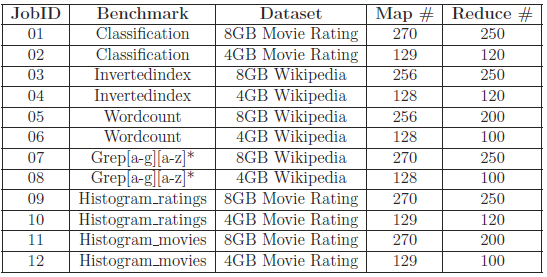 JobID Benchmark Dataset Map # Reduce #
01 Classification 8GB Movie Rating 270 250
02 Classification 4GB Movie Rating 129 120
03 Invertedindex 8GB Wikipedia 256 250
04 Invertedindex 4GB Wikipedia 128 120
05 Wordcount 8GB Wikipedia 256 200
06 Wordcount 4GB Wikipedia 128 100
07 Grep[a-g][a-z]* 8GB Wikipedia 270 250
08 Grep[a-g][a-z]* 4GB Wikipedia 128 100
09 Histogram_ratings 8GB Movie Rating 270 250
10 Histogram_ratings 4GB Movie Rating 129 120
11 Histogram_movies 8GB Movie Rating 270 200
12 Histogram_movies 4GB Movie Rating 129 100